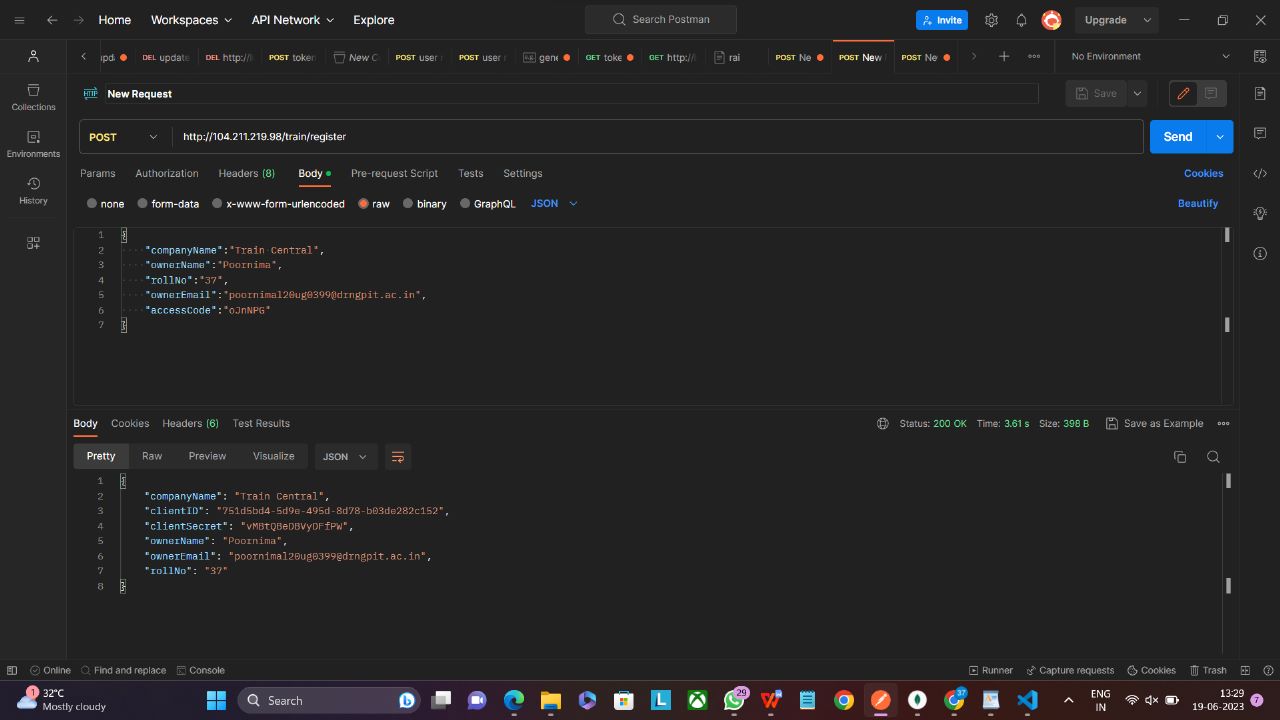 Home Workspaces API Network Explore Search Postman Invite Upgrade
DEL update DEL http://l POST token New C POST user r POST user r gene GET toke GET http:// rai POST Ne POST New POST Ne No Environment
HTTP New Request Save
Collections
Environments
History
POST http://104.211.219.98/train/register Send
Params Authorization Headers (8) Body Pre-request Script Tests Settings Cookies
none form-data x-www-form-urlencoded raw binary GraphQL JSON Beautify
1 {
2 "companyName":"Train Central",
3 "ownerName":"Poornima",
4 "rollNo":"37",
5 "ownerEmail":"poornimal20ug0399@drngpit.ac.in",
6 "accessCode":"oJnNPG"
7 }
Body Cookies Headers (6) Test Results Status: 200 OK Time: 3.61 s Size: 398 B Save as Example
Pretty Raw Preview Visualize JSON
1 {
2 "companyName": "Train Central",
3 "clientID": "751d5bd4-5d9e-495d-8d78-b03de282c152",
4 "clientSecret": "vMBtQBeDBVyDFfPW",
5 "ownerName": "Poornima",
6 "ownerEmail": "poornimal20ug0399@drngpit.ac.in",
7 "rollNo": "37"
8 }
Online Find and replace Console Runner Capture requests Cookies Trash
1 32°C
Mostly cloudy
Search 29 37
ENG
IN
13:29
19-06-2023 7